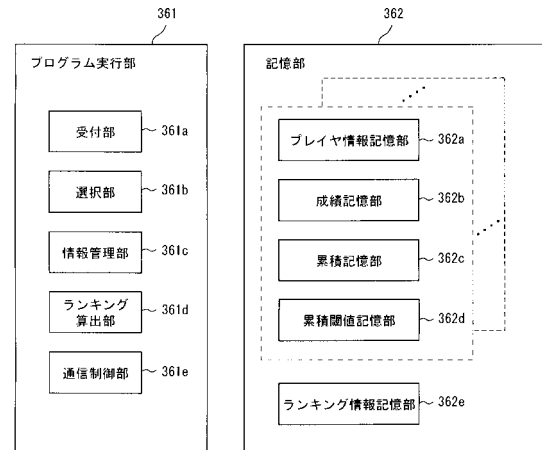 361
プログラム実行部
受付部
361a
選択部
361b
情報管理部
361c
ランキング
算出部
361d
通信制御部
361e
362
記憶部
プレイヤ情報記憶部
362a
成績記憶部
362b
累積記憶部
362c
累積閾値記憶部
362d
ランキング情報記憶部
362e